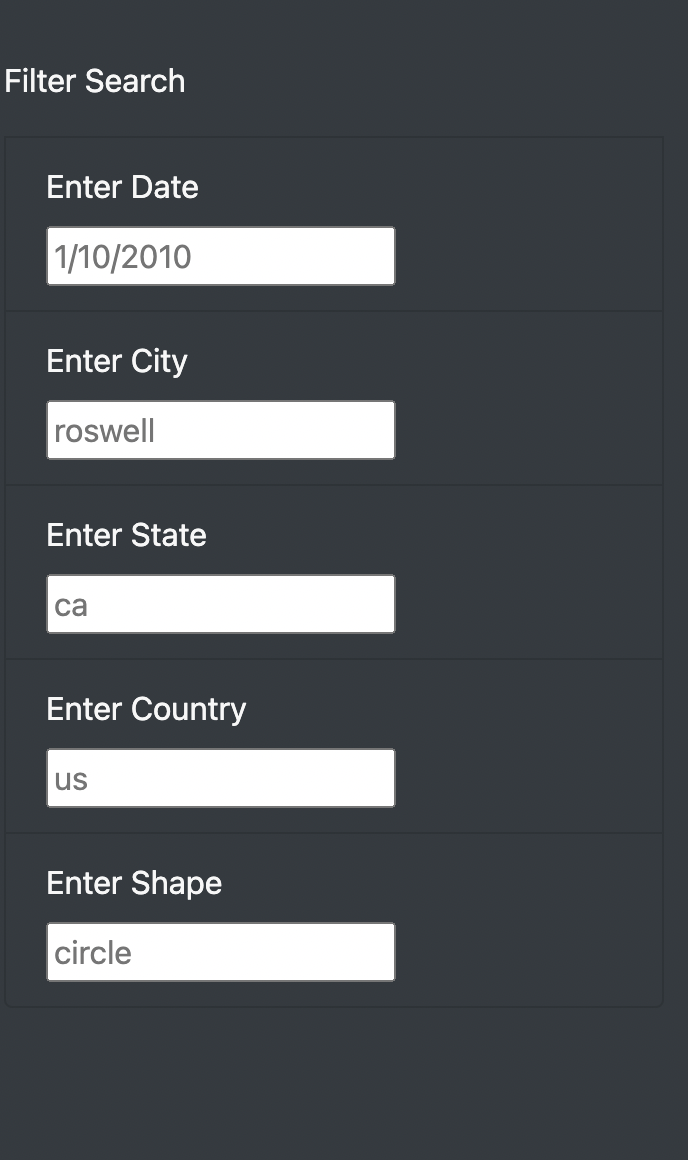 Filter Search
Enter Date
1/10/2010
Enter City
roswell
Enter State
ca
Enter Country
us
Enter Shape
circle